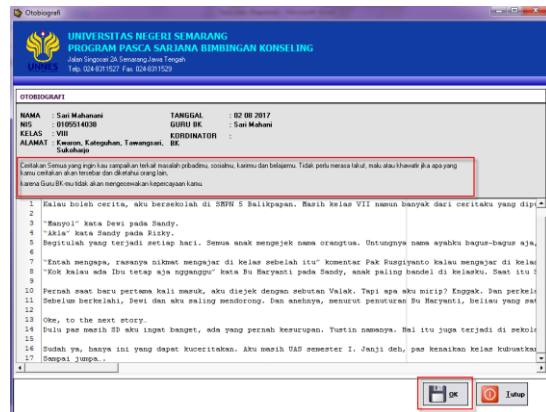 Otobiografi
UNIVERSITAS NEGERI SEMARANG
PROGRAM PASCA SARJANA BIMBINGAN KONSELING
Jalan Singosari 2A Semarang Jawa Tengah
Telp. 024-8311527 Fax. 024-8311529
UNNES
OTOBIOGRAFI
NAMA : Sari Mahanani TANGGAL : 02 08 2017
NIS : 0105514038 GURU BK : Sari Mahani
KELAS : VIII KORDINATOR BK :
ALAMAT : Kwaron, Kateguhan, Tawangsari, Sukoharjo
Ceritakan Semua yang ingin kau sampaikan terkait masalah pribadimu, sosialmu, karirmu dan belajarmu. Tidak perlu merasa takut, malu atau khawatir jika apa yang
kamu ceritakan akan tersebar dan diketahui orang lain,
karena Guru BK-mu tidak akan mengecewakan kepercayaan kamu.
1 Kalau boleh cerita, aku bersekolah di SMPN 5 Balikpapan. Masih kelas VII namun banyak dari ceritaku yang dip
2
3 "Manyol" kata Dewi pada Sandy.
4 "Akla" kata Sandy pada Rizky.
5 Begitulah yang terjadi setiap hari. Semua anak mengejek nama orangtua. Untungnya nama ayahku bagus-bagus aja,
6
7 "Entah mengapa, rasanya nikmat mengajar di kelas sebelah itu" komentar Pak Rusgiyanto kalau mengajar di kelas
8 "Kok kalau ada Ibu tetap aja ngganggu" kata Bu Haryanti pada Sandy, anak paling bandel di kelasku. Saat itu S
9
10 Pernah saat baru pertama kali masuk, aku diejek dengan sebutan Valak. Tapi apa aku mirip? Enggak. Dan perkel
11 Sebelum berkelahi, Dewi dan aku saling mendorong. Dan anehnya, menurut penuturan Bu Haryanti, beliau yang sa
12
13 Oke, to the next story..
14 Dulu pas masih SD aku ingat banget, ada yang pernah kesurupan. Yustin namanya. Hal itu juga terjadi di sekol
15
16 Sudah ya, hanya ini yang dapat kuceritakan. Aku masih UAS semester I. Janji deh, pas kenaikan kelas kubuatka
17 Sampai jumpa..
OK
Tutup